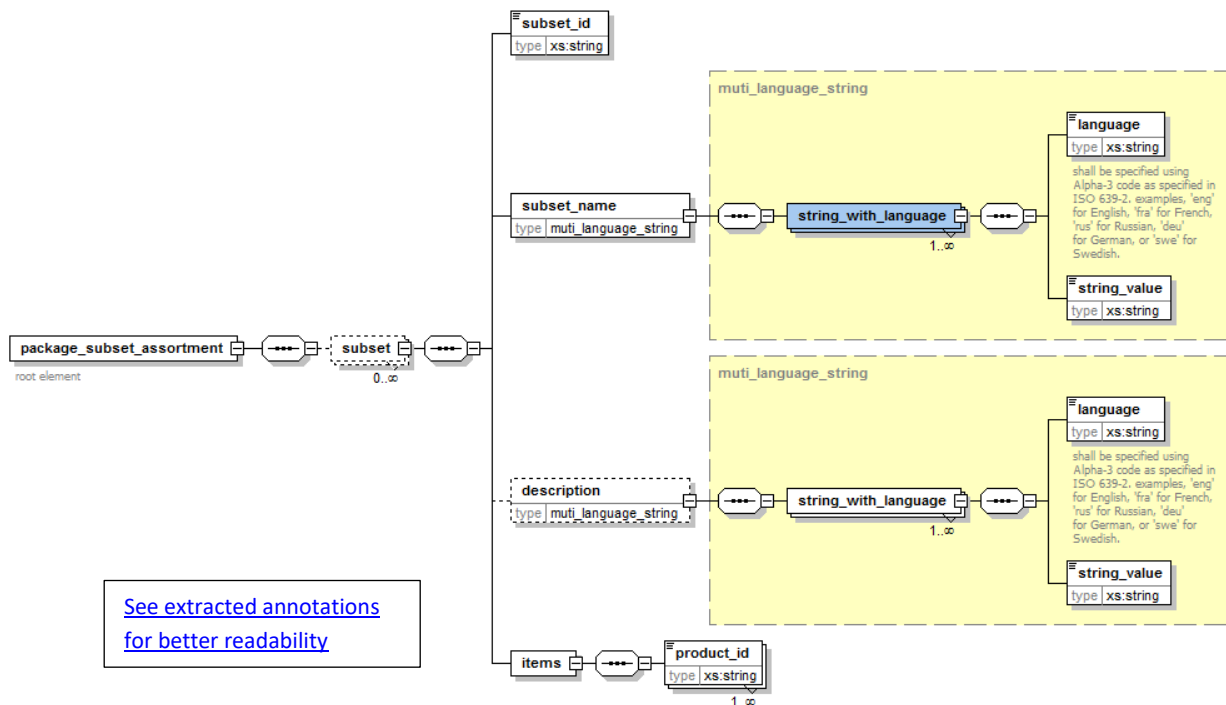 subset_id
type xs:string
muti_language_string
language
type xs:string
shall be specified using
Alpha-3 code as specified in
ISO 639-2. examples, 'eng'
for English, 'fra' for French,
'rus' for Russian, 'deu'
for German, or 'swe' for
Swedish.
subset_name
type muti_language_string
string_with_language
1..∞
string_value
type xs:string
package_subset_assortment
root element
subset
0..∞
muti_language_string
language
type xs:string
shall be specified using
Alpha-3 code as specified in
ISO 639-2. examples, 'eng'
for English, 'fra' for French,
'rus' for Russian, 'deu'
for German, or 'swe' for
Swedish.
description
type muti_language_string
string_with_language
1..∞
string_value
type xs:string
See extracted annotations
for better readability
items
product_id
type xs:string
1..∞